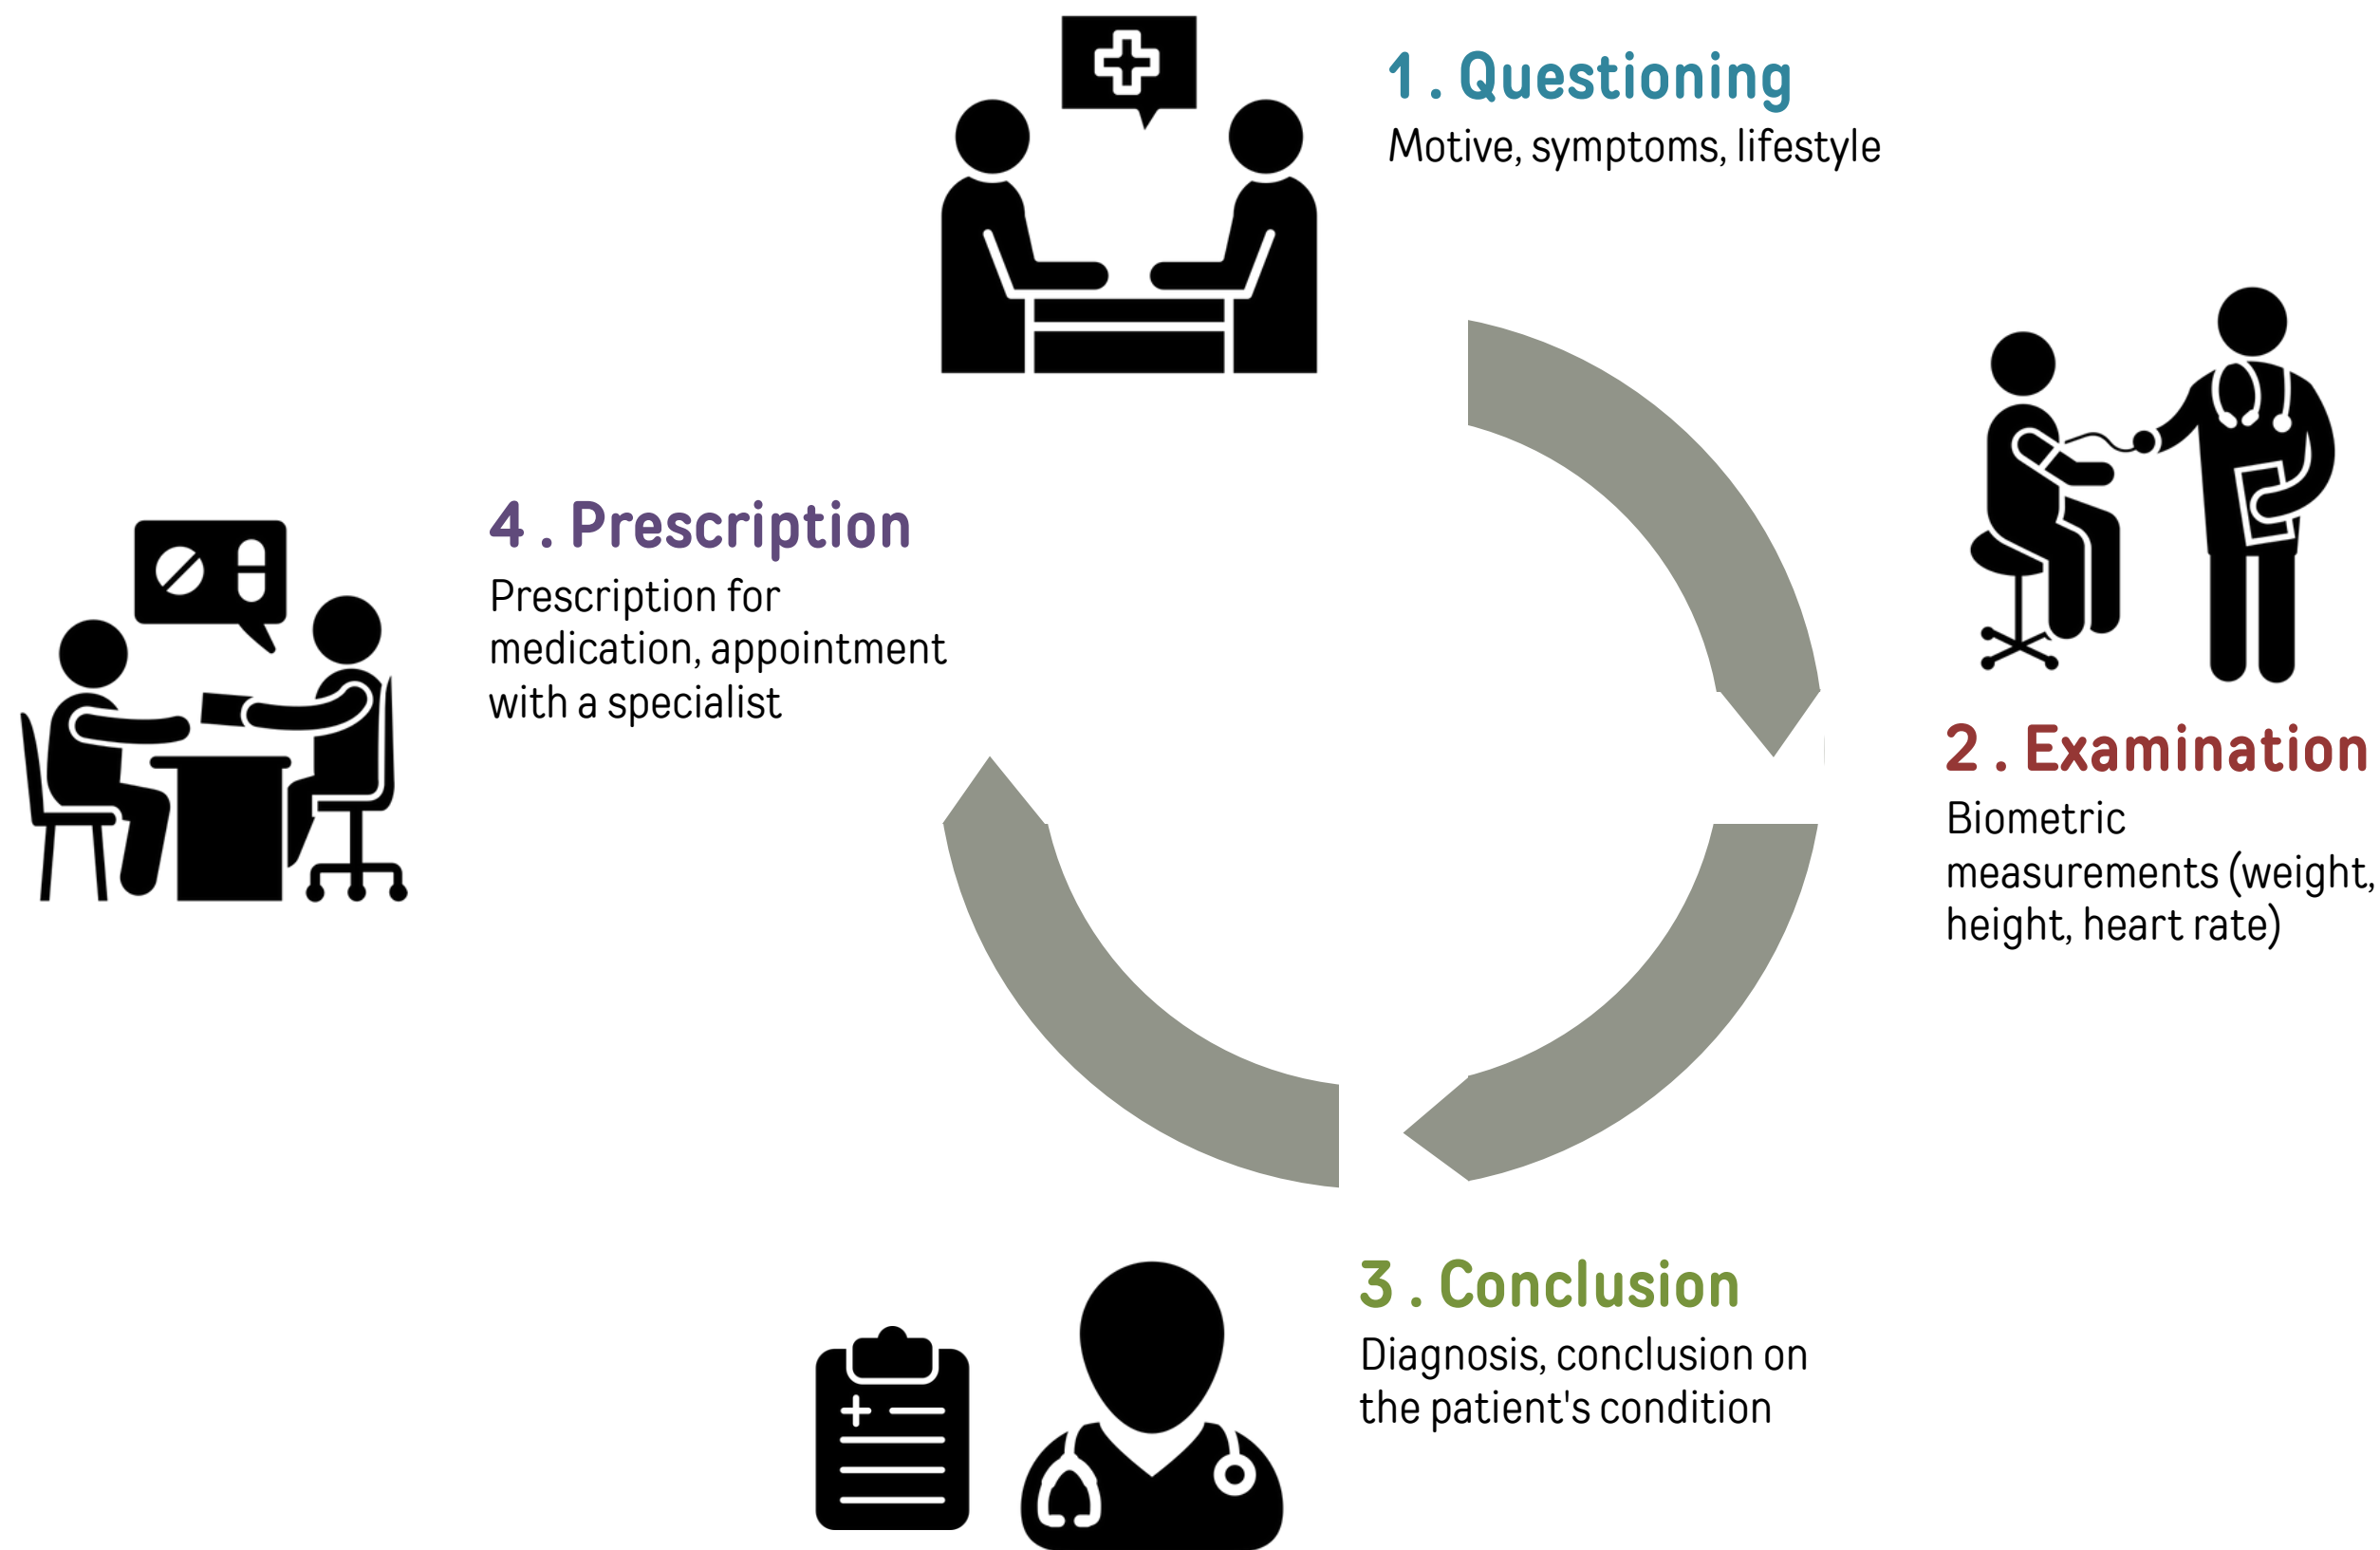 1 . Questioning
Motive, symptoms, lifestyle
2 . Examination
Biometric
measurements (weight,
height, heart rate)
3 . Conclusion
Diagnosis, conclusion on
the patient's condition
4 . Prescription
Prescription for
medication, appointment
with a specialist